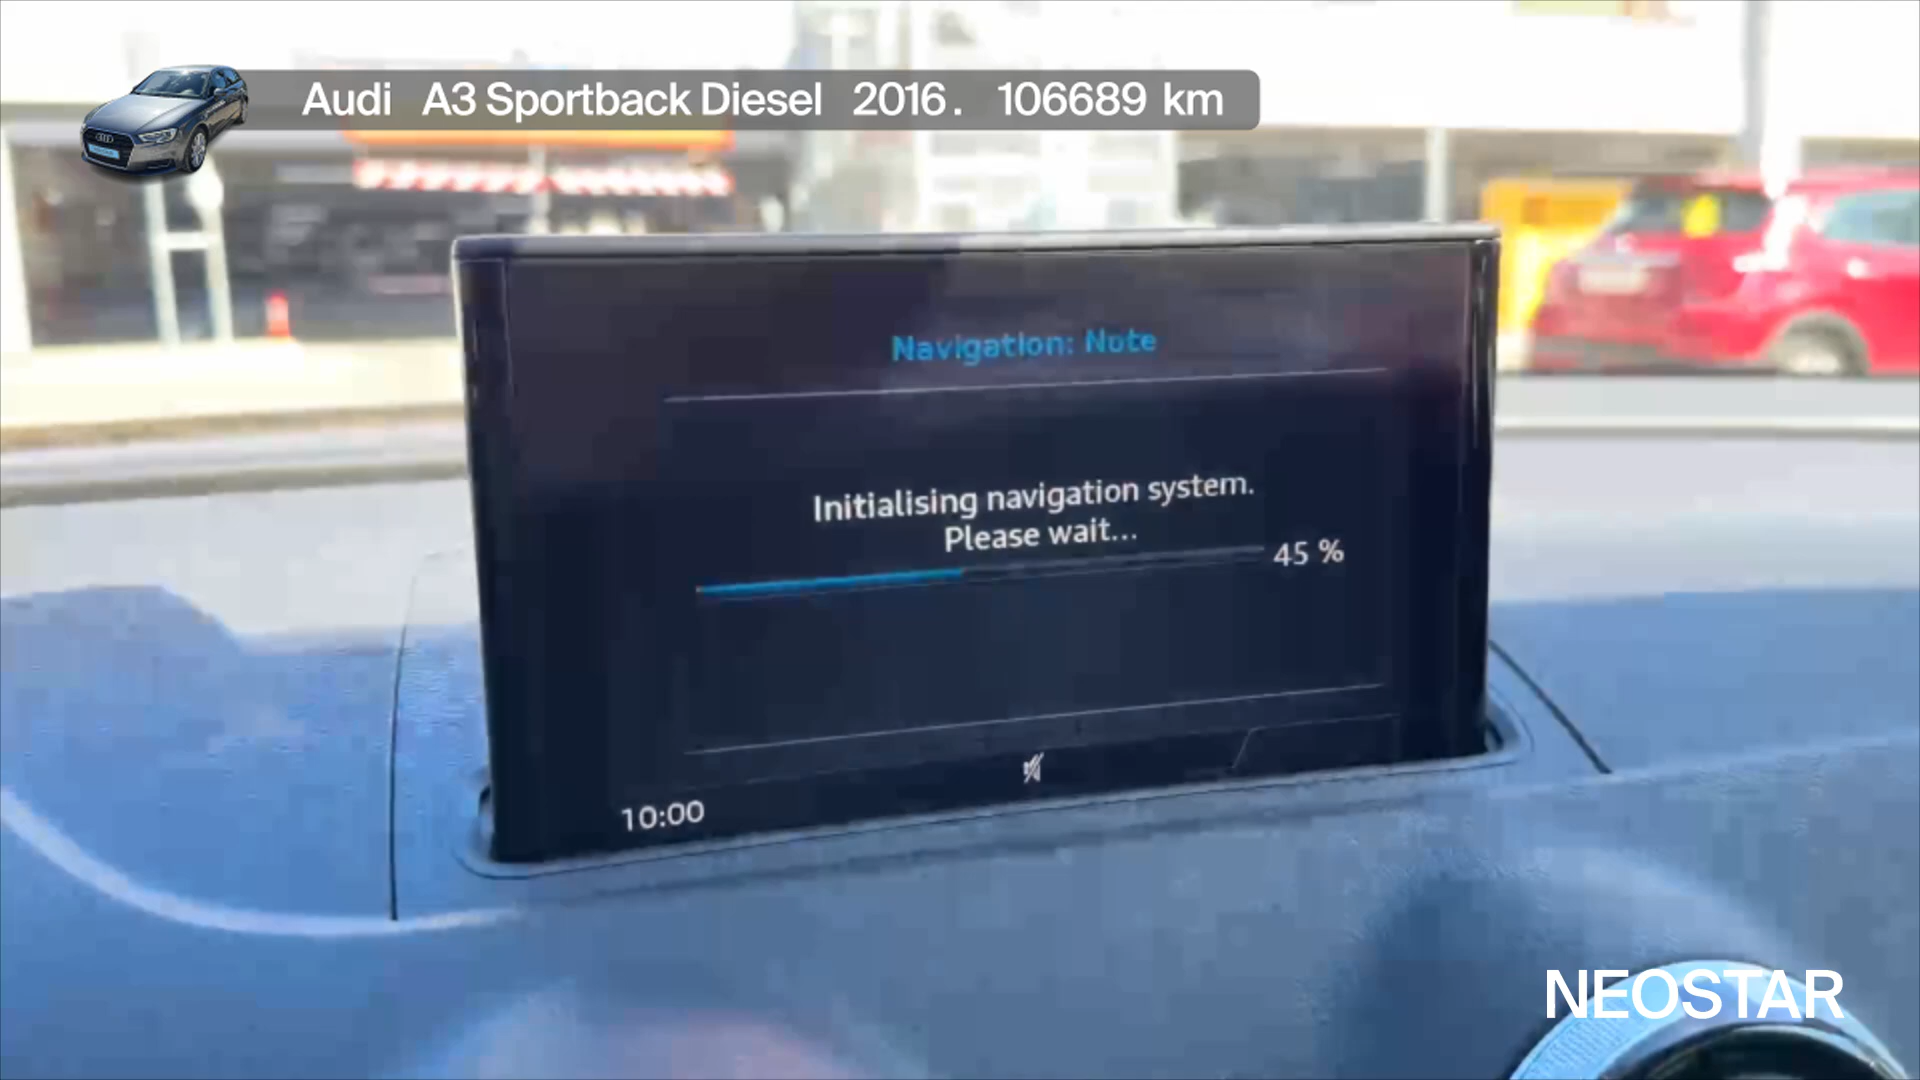 Audi A3 Sportback Diesel 2016. 106689 km
Navigation: Note
Initialising navigation system.
Please wait...
45 %
10:00
NEOSTAR